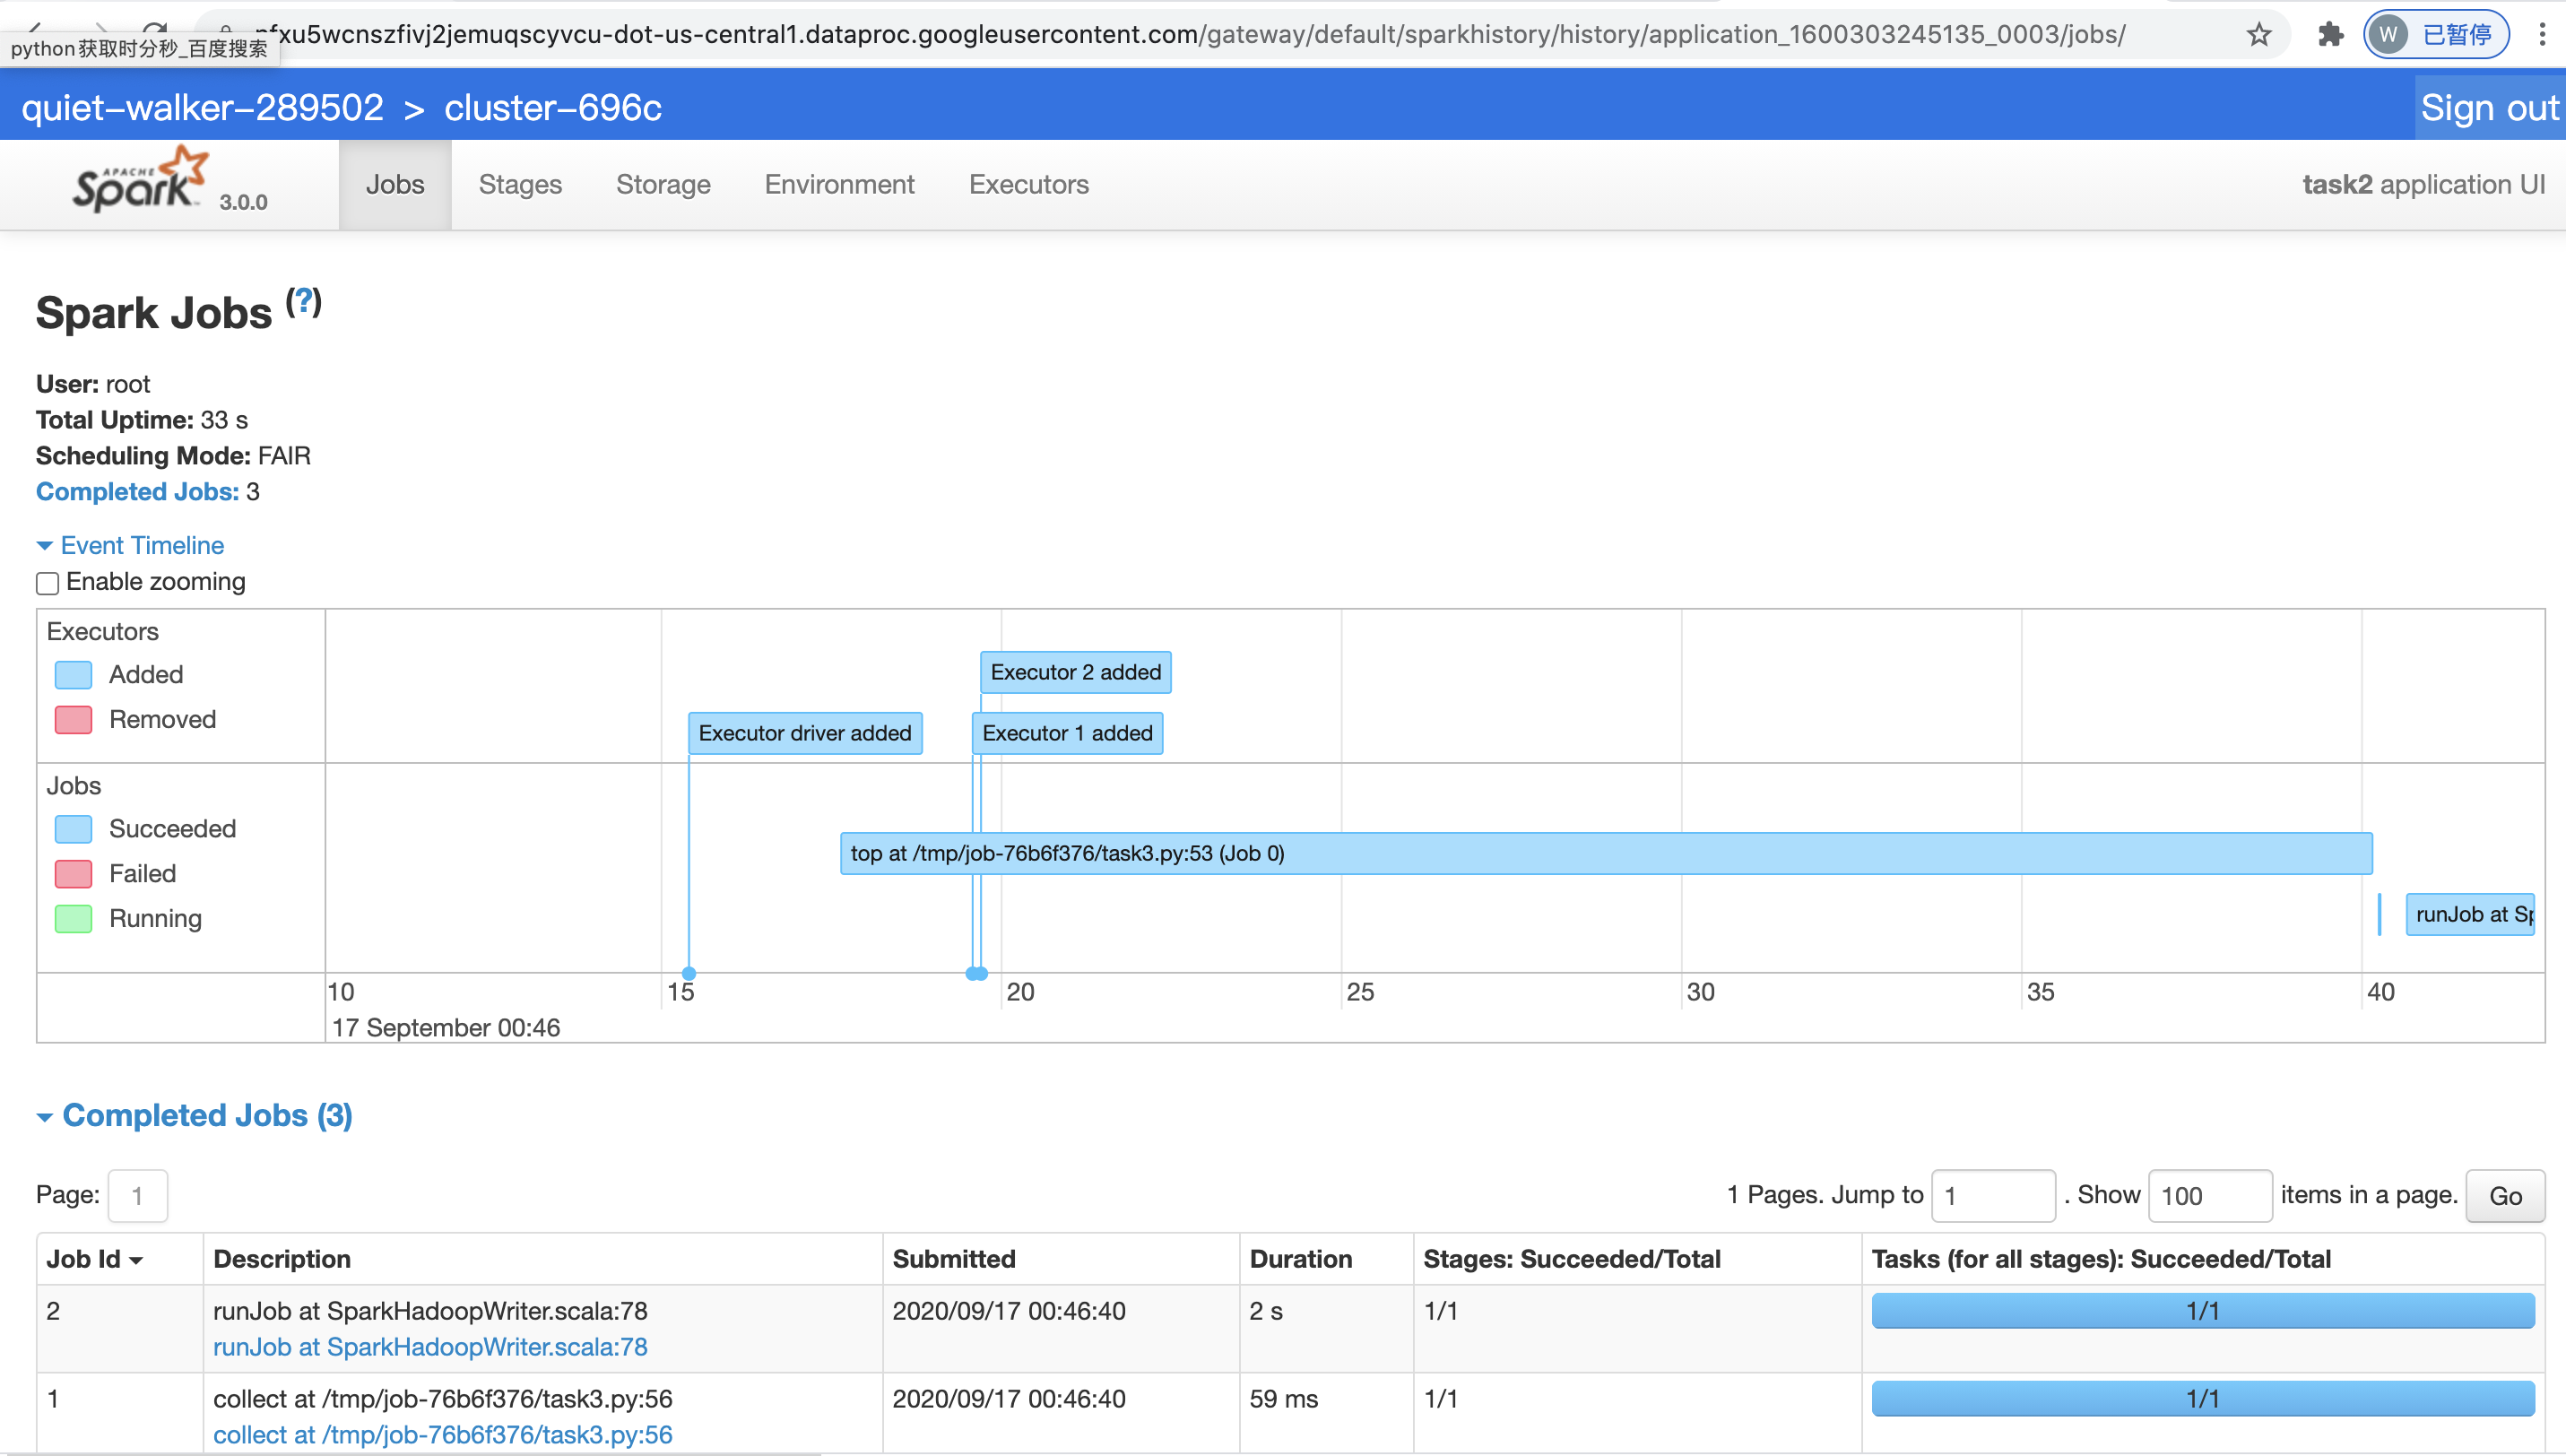 nfxu5wcnszfivj2jemuqscyvcu-dot-us-central1.dataproc.googleusercontent.com/gateway/default/sparkhistory/history/application_1600303245135_0003/jobs/
W 已暂停
python获取时分秒_百度搜索
quiet-walker-289502 > cluster-696c
Sign out
APACHE Spark 3.0.0
Jobs
Stages
Storage
Environment
Executors
task2 application UI
Spark Jobs (?)
User: root
Total Uptime: 33 s
Scheduling Mode: FAIR
Completed Jobs: 3
Event Timeline
Enable zooming
Executors
Added
Removed
Executor 2 added
Executor driver added
Executor 1 added
Jobs
Succeeded
Failed
Running
top at /tmp/job-76b6f376/task3.py:53 (Job 0)
runJob at Sp
10 15 20 25 30 35 40
17 September 00:46
Completed Jobs (3)
Page: 1
1 Pages. Jump to 1 . Show 100 items in a page. Go
Job Id Description Submitted Duration Stages: Succeeded/Total Tasks (for all stages): Succeeded/Total
2 runJob at SparkHadoopWriter.scala:78 2020/09/17 00:46:40 2 s 1/1 1/1
runJob at SparkHadoopWriter.scala:78
1 collect at /tmp/job-76b6f376/task3.py:56 2020/09/17 00:46:40 59 ms 1/1 1/1
collect at /tmp/job-76b6f376/task3.py:56